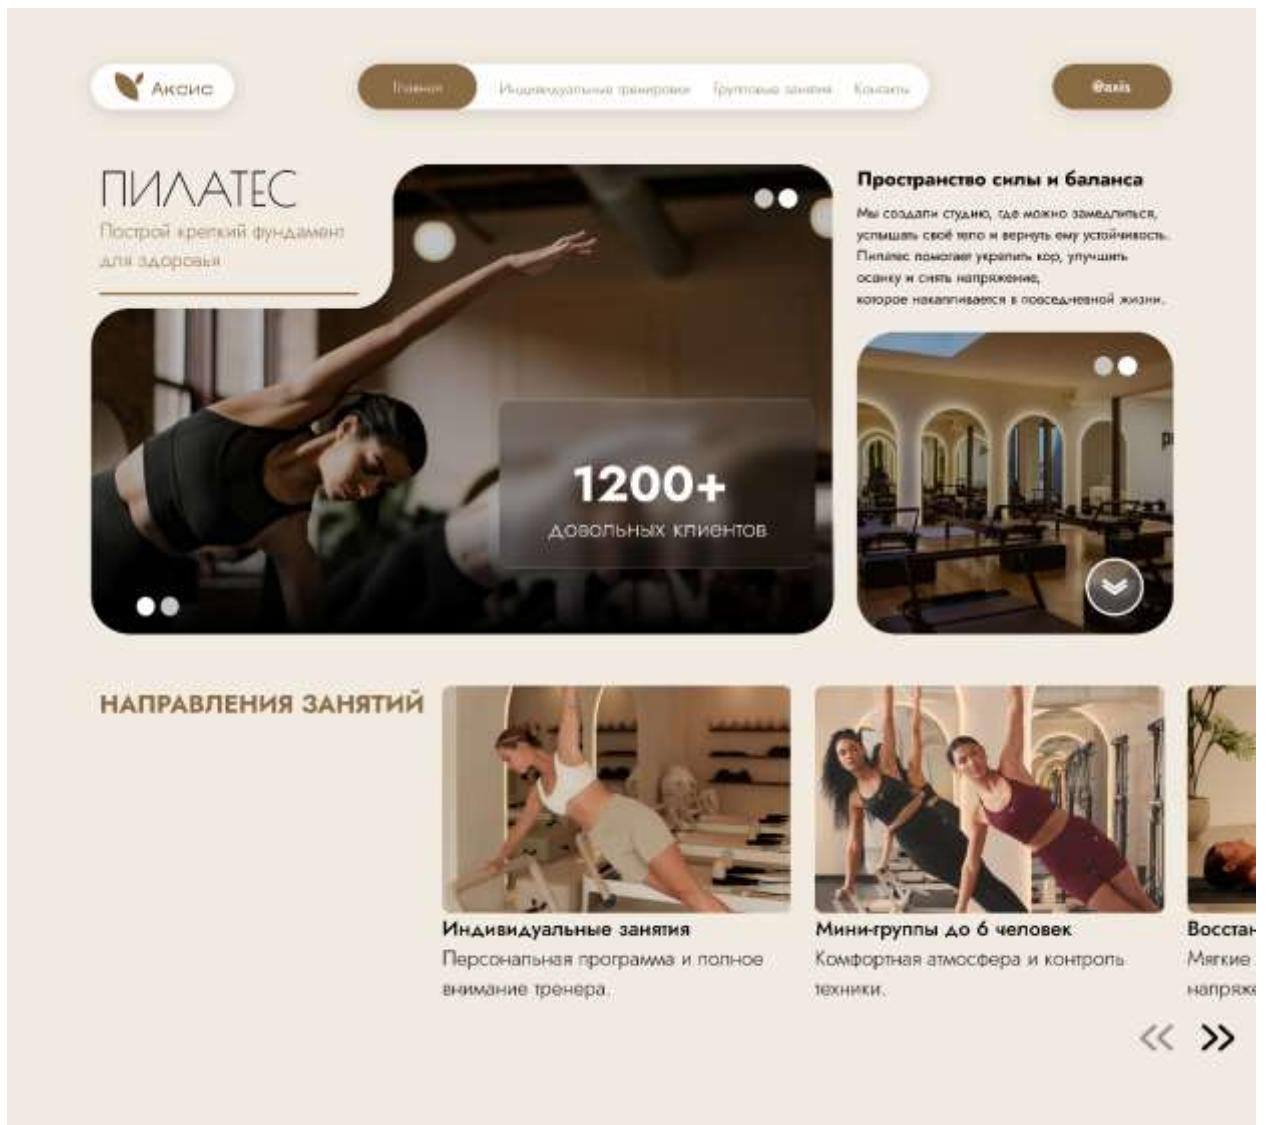 Аксис
Главная
Индивидуальные тренировки
Групповые занятия
Контакты
@axis
ПИЛАТЕС
Построй крепкий фундамент
для здоровья
1200+
довольных клиентов
Пространство силы и баланса
Мы создали студию, где можно замедлиться,
услышать своё тело и вернуть ему устойчивость.
Пилатес помогает укрепить кор, улучшить
осанку и снять напряжение,
которое накапливается в повседневной жизни.
НАПРАВЛЕНИЯ ЗАНЯТИЙ
Индивидуальные занятия
Персональная программа и полное
внимание тренера.
Мини-группы до 6 человек
Комфортная атмосфера и контроль
техники.
Восстан
Мягкие
напряже